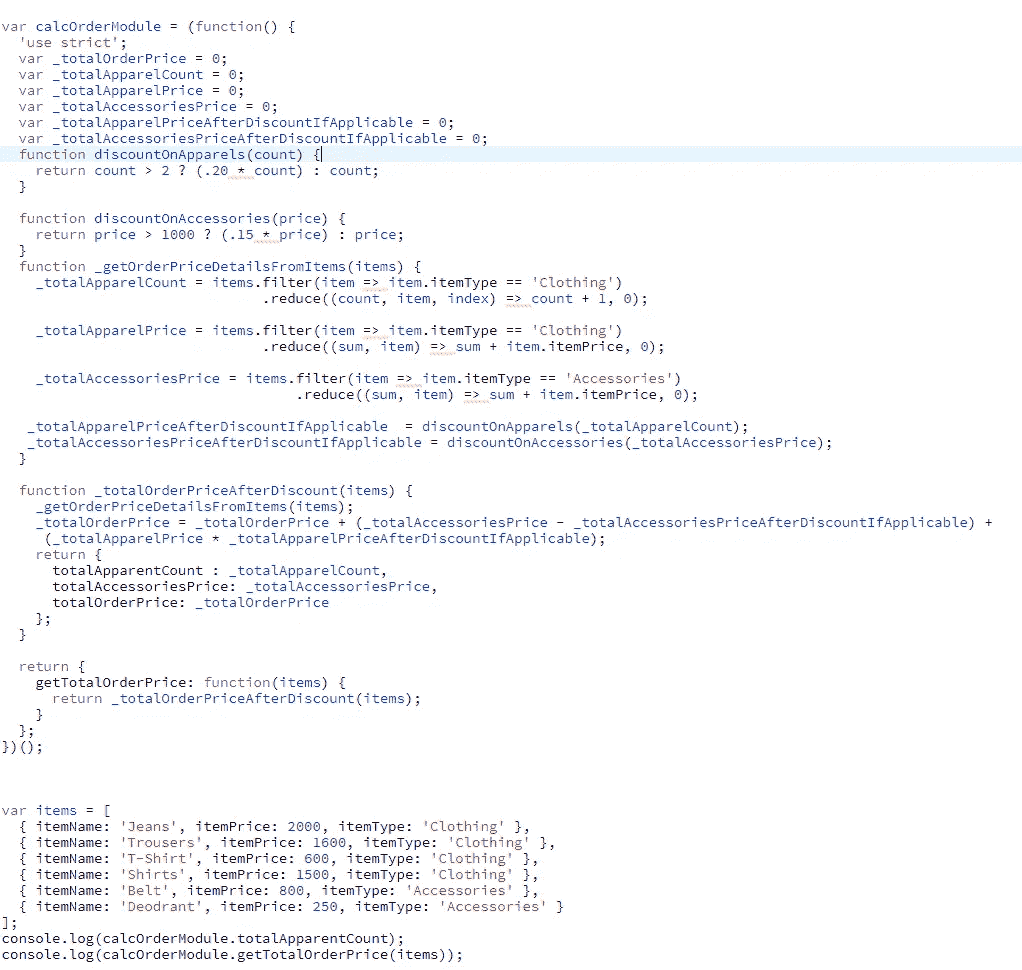 var calcOrderModule = (function() {
  'use strict';
  var _totalOrderPrice = 0;
  var _totalApparelCount = 0;
  var _totalApparelPrice = 0;
  var _totalAccessoriesPrice = 0;
  var _totalApparelPriceAfterDiscountIfApplicable = 0;
  var _totalAccessoriesPriceAfterDiscountIfApplicable = 0;
  function discountOnApparels(count) {
    return count > 2 ? (.20 * count) : count;
  }
  function discountOnAccessories(price) {
    return price > 1000 ? (.15 * price) : price;
  }
  function _getOrderPriceDetailsFromItems(items) {
    _totalApparelCount = items.filter(item => item.itemType == 'Clothing')
                               .reduce((count, item, index) => count + 1, 0);
    _totalApparelPrice = items.filter(item => item.itemType == 'Clothing')
                               .reduce((sum, item) => sum + item.itemPrice, 0);
    _totalAccessoriesPrice = items.filter(item => item.itemType == 'Accessories')
                                   .reduce((sum, item) => sum + item.itemPrice, 0);
   _totalApparelPriceAfterDiscountIfApplicable  = discountOnApparels(_totalApparelCount);
   _totalAccessoriesPriceAfterDiscountIfApplicable = discountOnAccessories(_totalAccessoriesPrice);
  }
  function _totalOrderPriceAfterDiscount(items) {
    _getOrderPriceDetailsFromItems(items);
    _totalOrderPrice = _totalOrderPrice + (_totalAccessoriesPrice - _totalAccessoriesPriceAfterDiscountIfApplicable) +
     (_totalApparelPrice * _totalApparelPriceAfterDiscountIfApplicable);
    return {
      totalApparentCount : _totalApparelCount,
      totalAccessoriesPrice: _totalAccessoriesPrice,
      totalOrderPrice: _totalOrderPrice
    };
  }
  return {
    getTotalOrderPrice: function(items) {
      return _totalOrderPriceAfterDiscount(items);
    }
  };
})();
var items = [
  { itemName: 'Jeans', itemPrice: 2000, itemType: 'Clothing' },
  { itemName: 'Trousers', itemPrice: 1600, itemType: 'Clothing' },
  { itemName: 'T-Shirt', itemPrice: 600, itemType: 'Clothing' },
  { itemName: 'Shirts', itemPrice: 1500, itemType: 'Clothing' },
  { itemName: 'Belt', itemPrice: 800, itemType: 'Accessories' },
  { itemName: 'Deodrant', itemPrice: 250, itemType: 'Accessories' }
];
console.log(calcOrderModule.totalApparentCount);
console.log(calcOrderModule.getTotalOrderPrice(items));